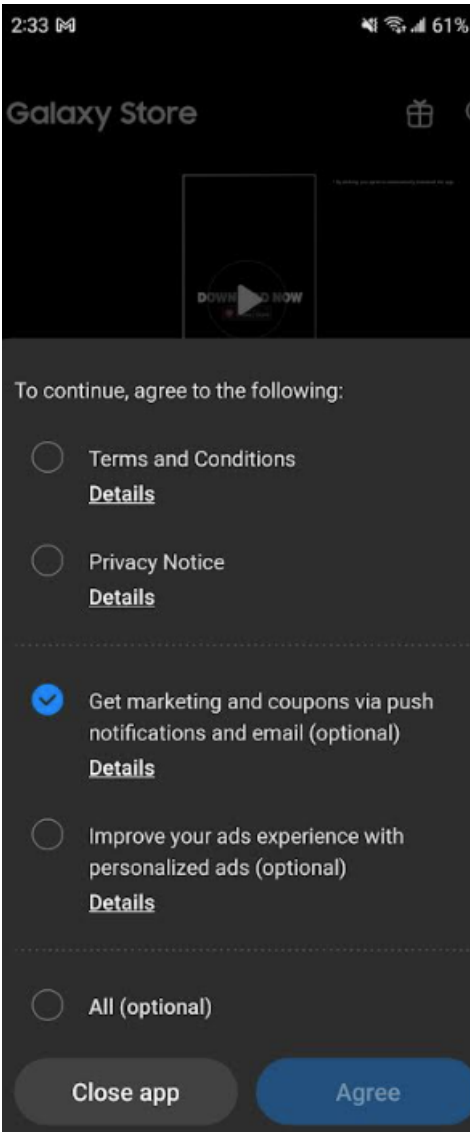 2:33
61%
Galaxy Store
DOWNLOAD NOW
To continue, agree to the following:
Terms and Conditions
Details
Privacy Notice
Details
Get marketing and coupons via push
notifications and email (optional)
Details
Improve your ads experience with
personalized ads (optional)
Details
All (optional)
Close app
Agree